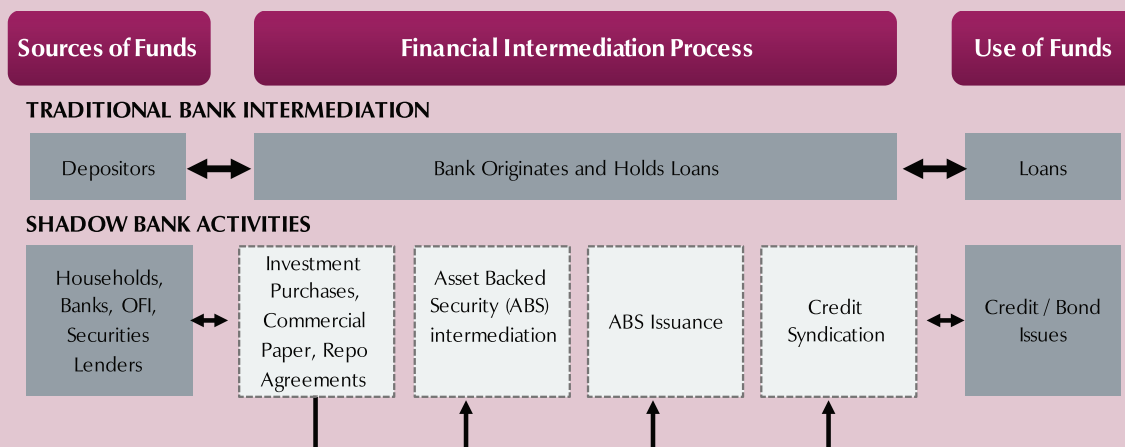 Sources of Funds
Financial Intermediation Process
Use of Funds
TRADITIONAL BANK INTERMEDIATION
Depositors
Bank Originates and Holds Loans
Loans
SHADOW BANK ACTIVITIES
Households,
Banks, OFI,
Securities
Lenders
Investment
Purchases,
Commercial
Paper, Repo
Agreements
Asset Backed
Security (ABS)
intermediation
ABS Issuance
Credit
Syndication
Credit / Bond
Issues